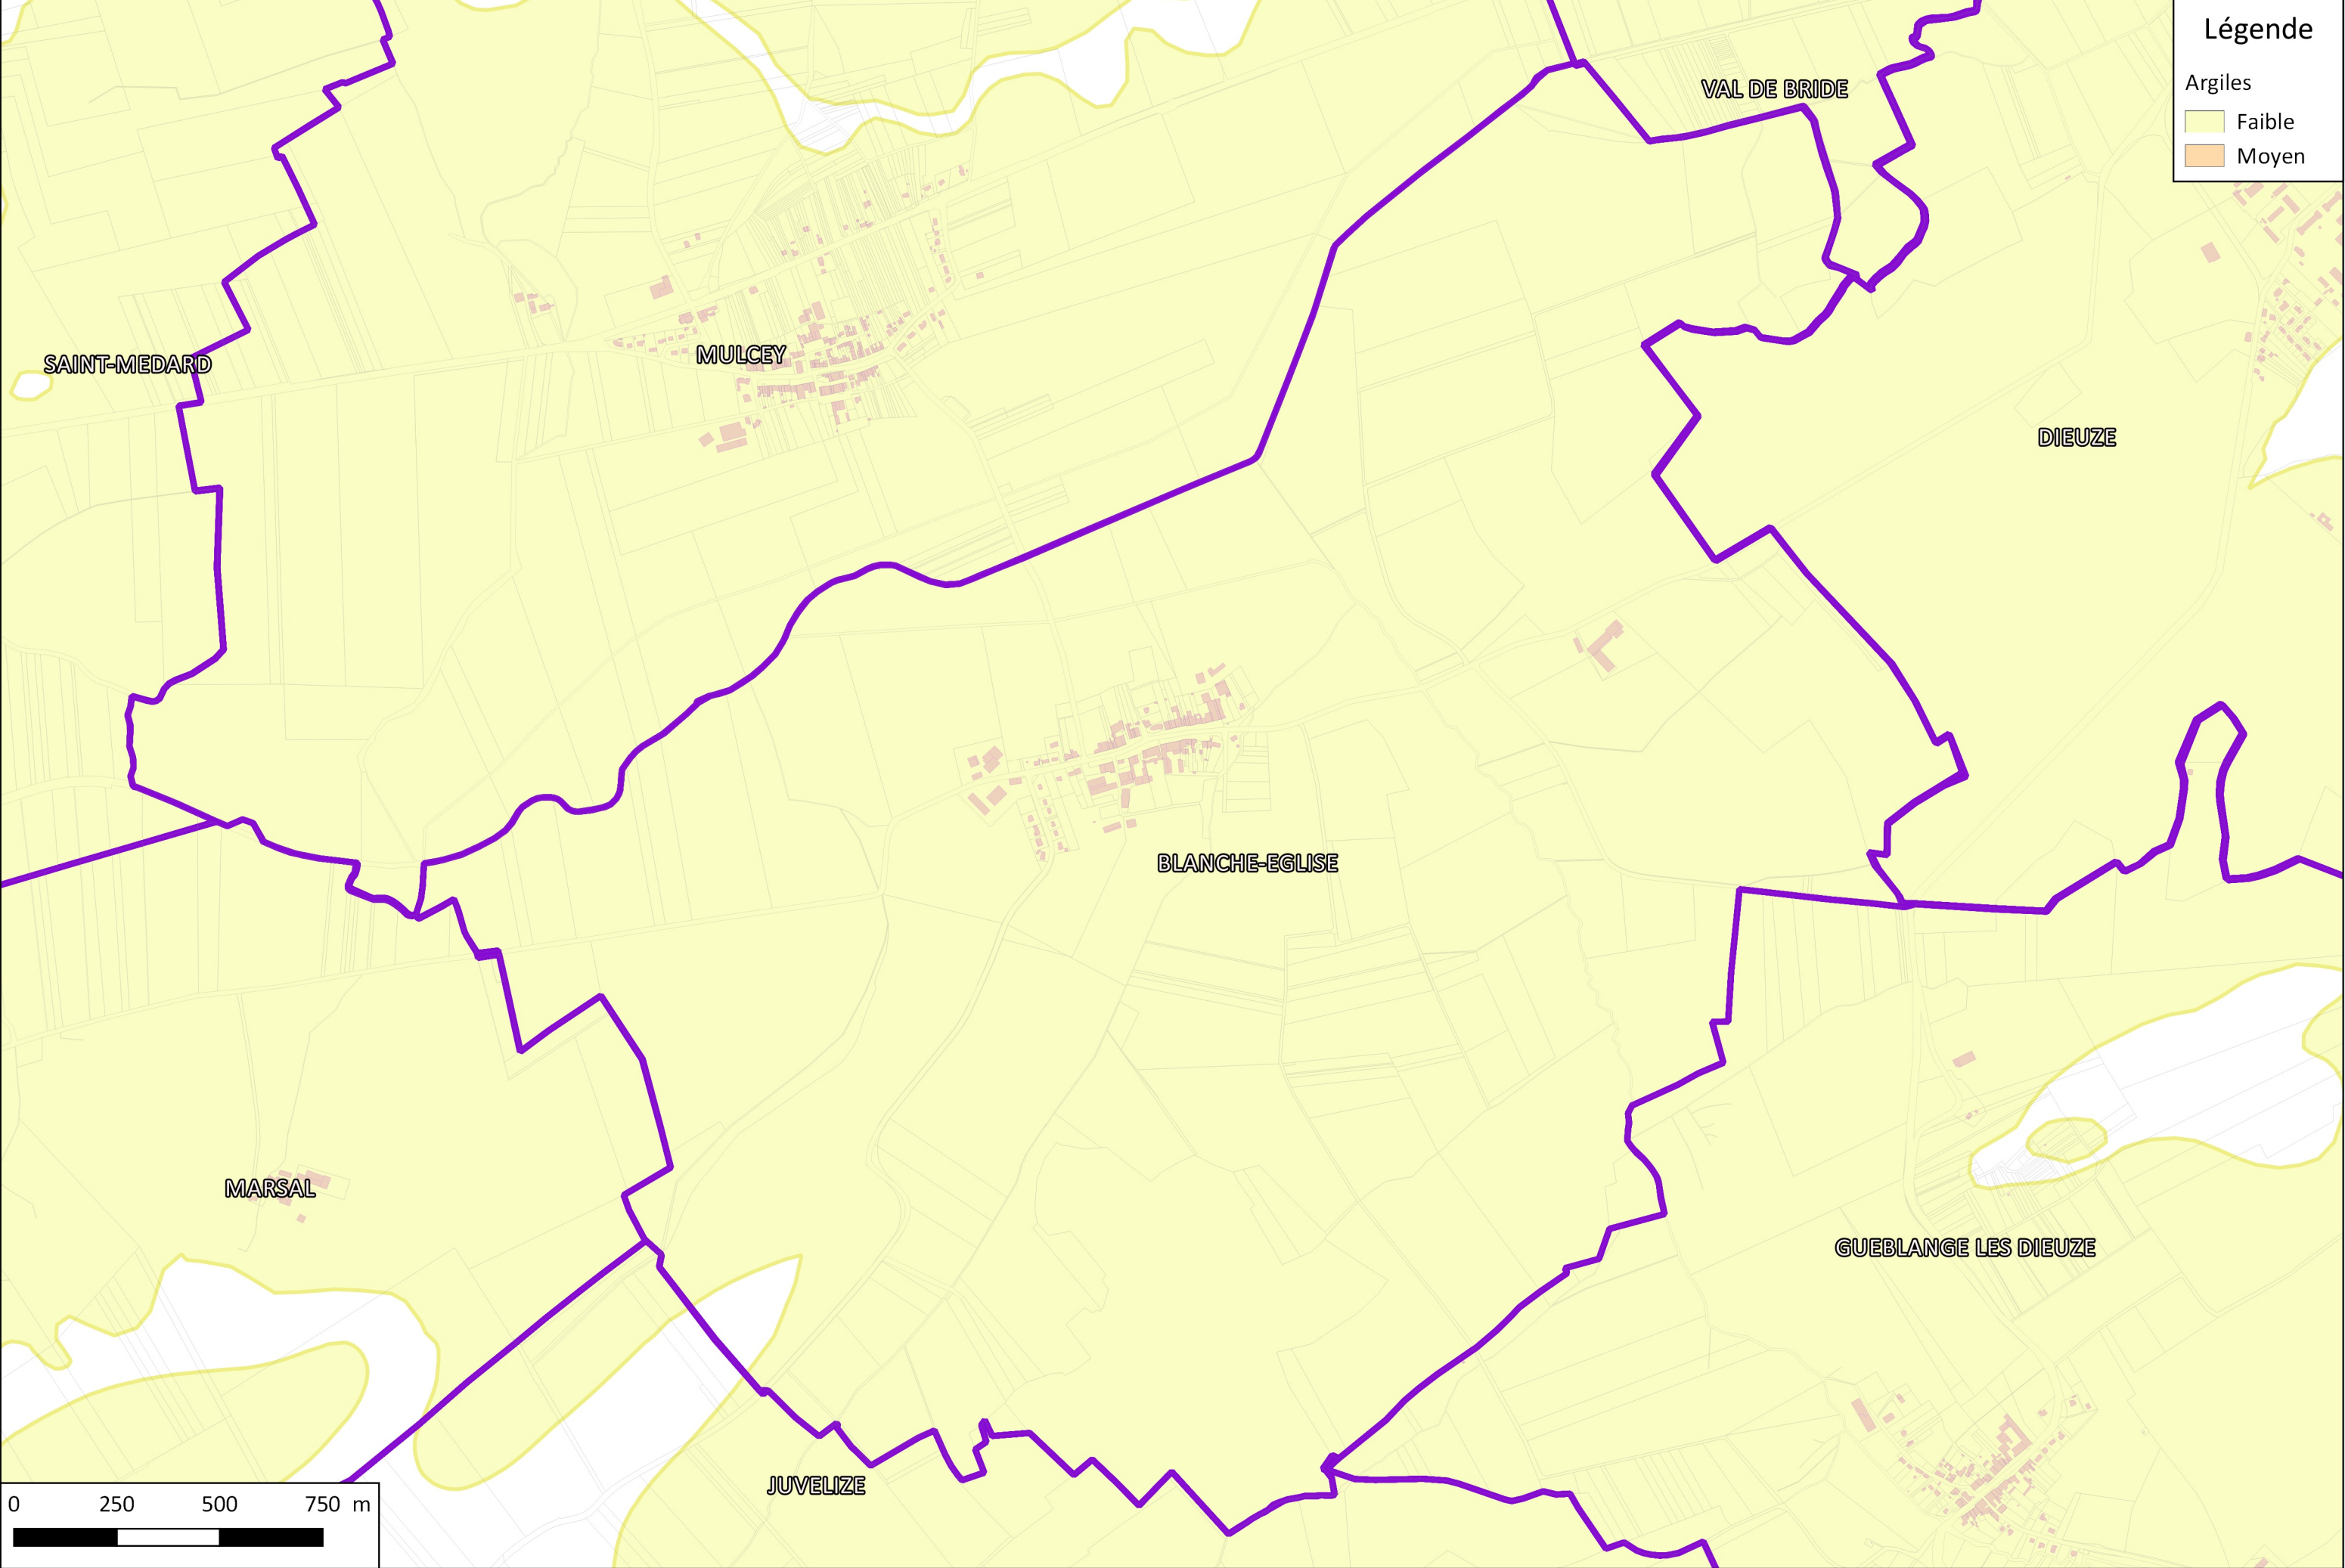 Légende
Argiles
Faible
Moyen
VAL DE BRIDE
SAINT-MEDARD
MULCEY
DIEUZE
BLANCHE-EGLISE
MARSAL
GUEBLANGE LES DIEUZE
JUVELIZE
0 250 500 750 m